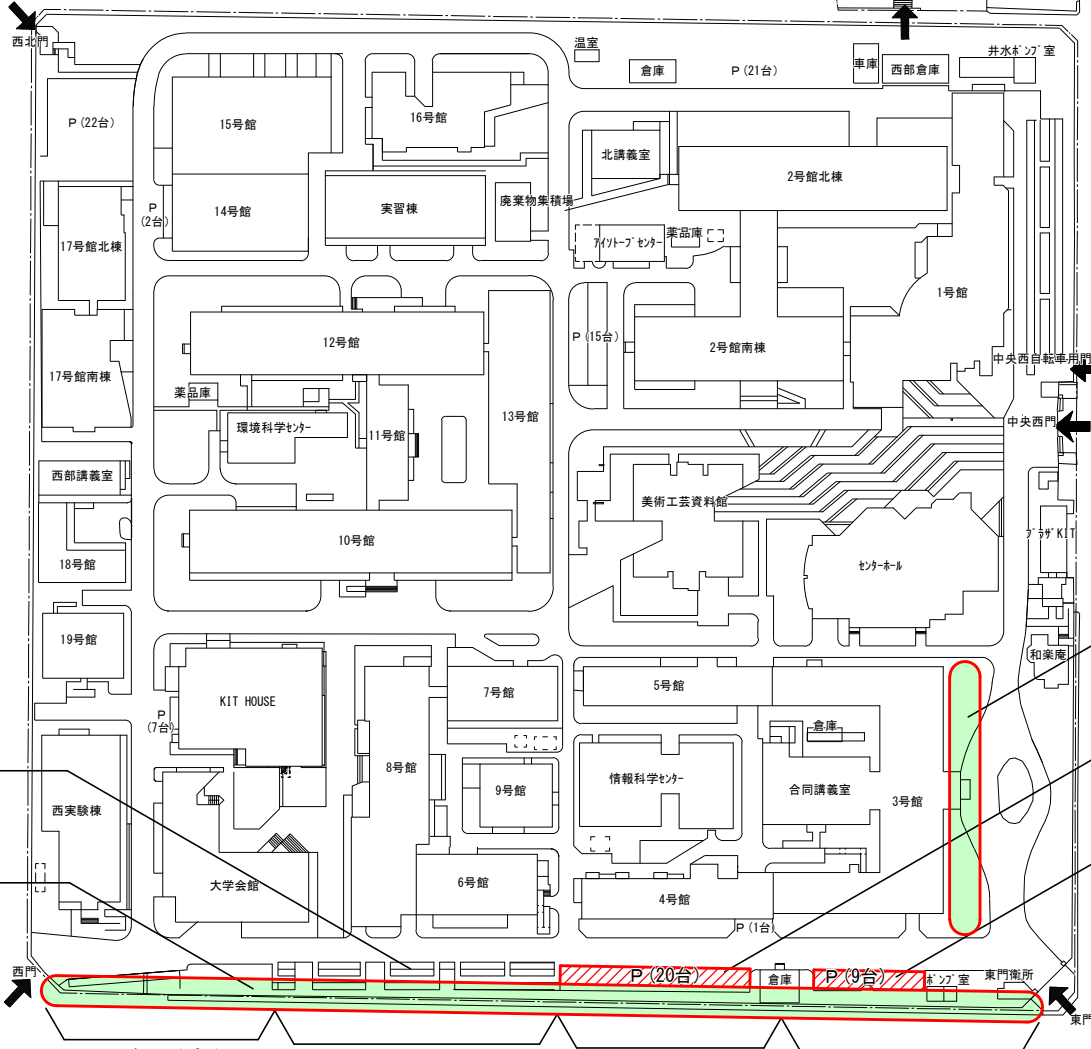 西北門
温室
倉庫
P (21台)
車庫
西部倉庫
井水ポンプ室
P (22台)
15号館
16号館
北講義室
2号館北棟
P
(2台)
14号館
実習棟
廃棄物集積場
17号館北棟
アイソトープセンター
薬品庫
1号館
12号館
P (15台)
2号館南棟
中央西自転車用門
17号館南棟
薬品庫
環境科学センター
11号館
13号館
中央西門
西部講義室
美術工芸資料館
10号館
プラザKIT
18号館
センターホール
19号館
和楽庵
KIT HOUSE
7号館
5号館
P
(7台)
倉庫
8号館
情報科学センター
合同講義室
3号館
西実験棟
9号館
大学会館
6号館
4号館
P (1台)
西門
P (20台)
倉庫
P (9台)
ポンプ室
東門衛所
東門